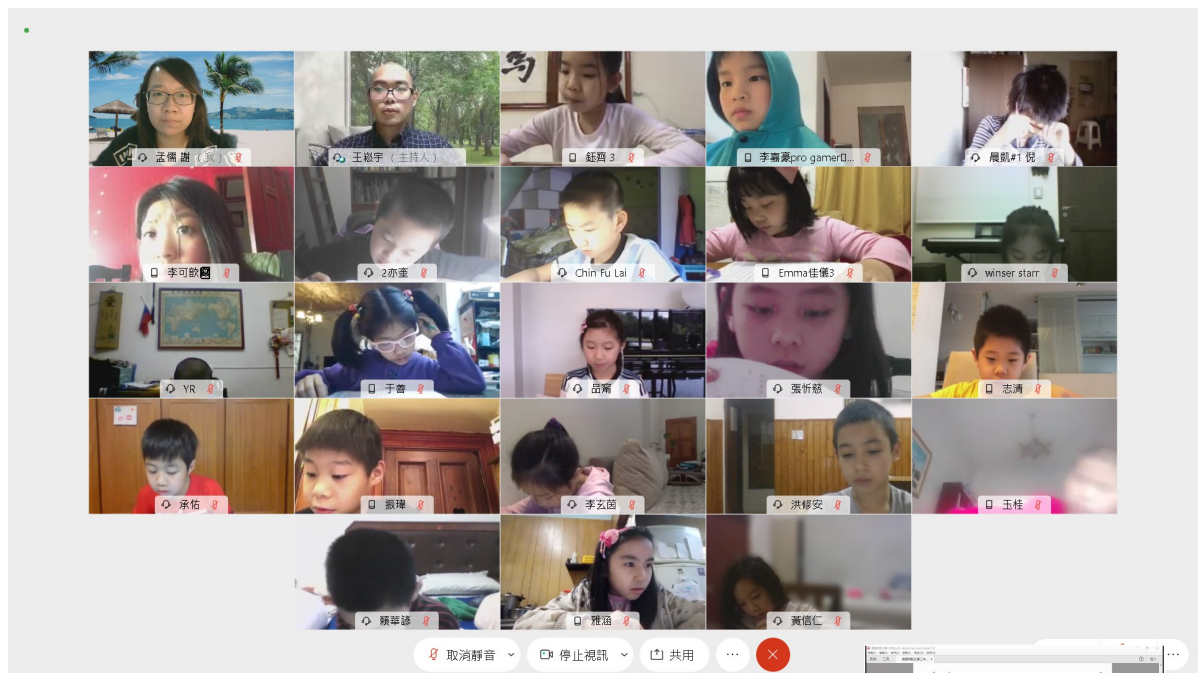 孟儒 謝 （我）
王崧宇 （主持人）
鈺齊 3
李嘉豪pro gamer
晨凱#1 倪
李可歆
2亦奎
Chin Fu Lai
Emma佳儀3
winser starr
YR
于善
品甯
張忻慈
志清
承佑
振瑋
李玄茵
洪修安
玉桂
賴華諺
雅涵
黃信仁
取消靜音
停止視訊
共用